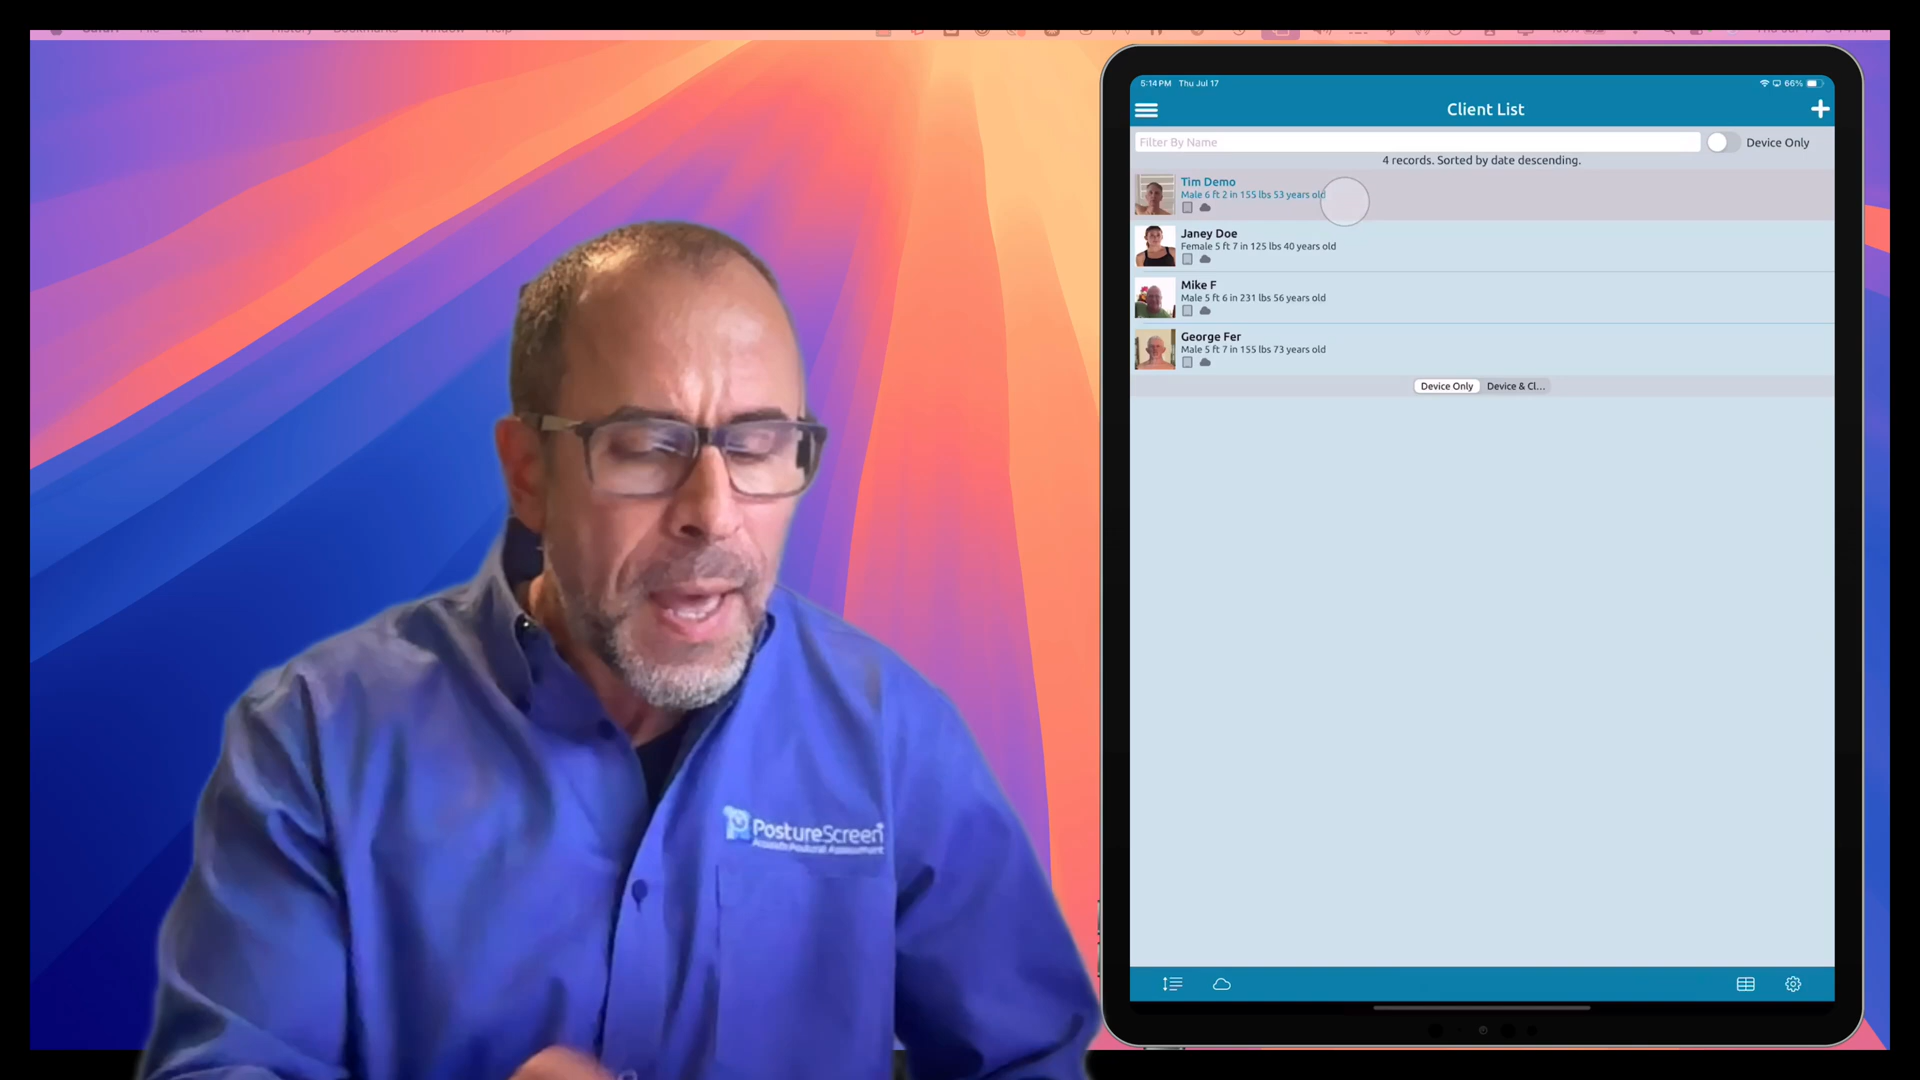 5:14 PM Thu Jul 17
66%
Client List
Filter By Name
Device Only
4 records. Sorted by date descending.
Tim Demo
Male 6 ft 2 in 155 lbs 53 years old
Janey Doe
Female 5 ft 7 in 125 lbs 40 years old
Mike F
Male 5 ft 6 in 231 lbs 56 years old
George Fer
Male 5 ft 7 in 155 lbs 73 years old
Device Only
Device & Cl...
PostureScreen